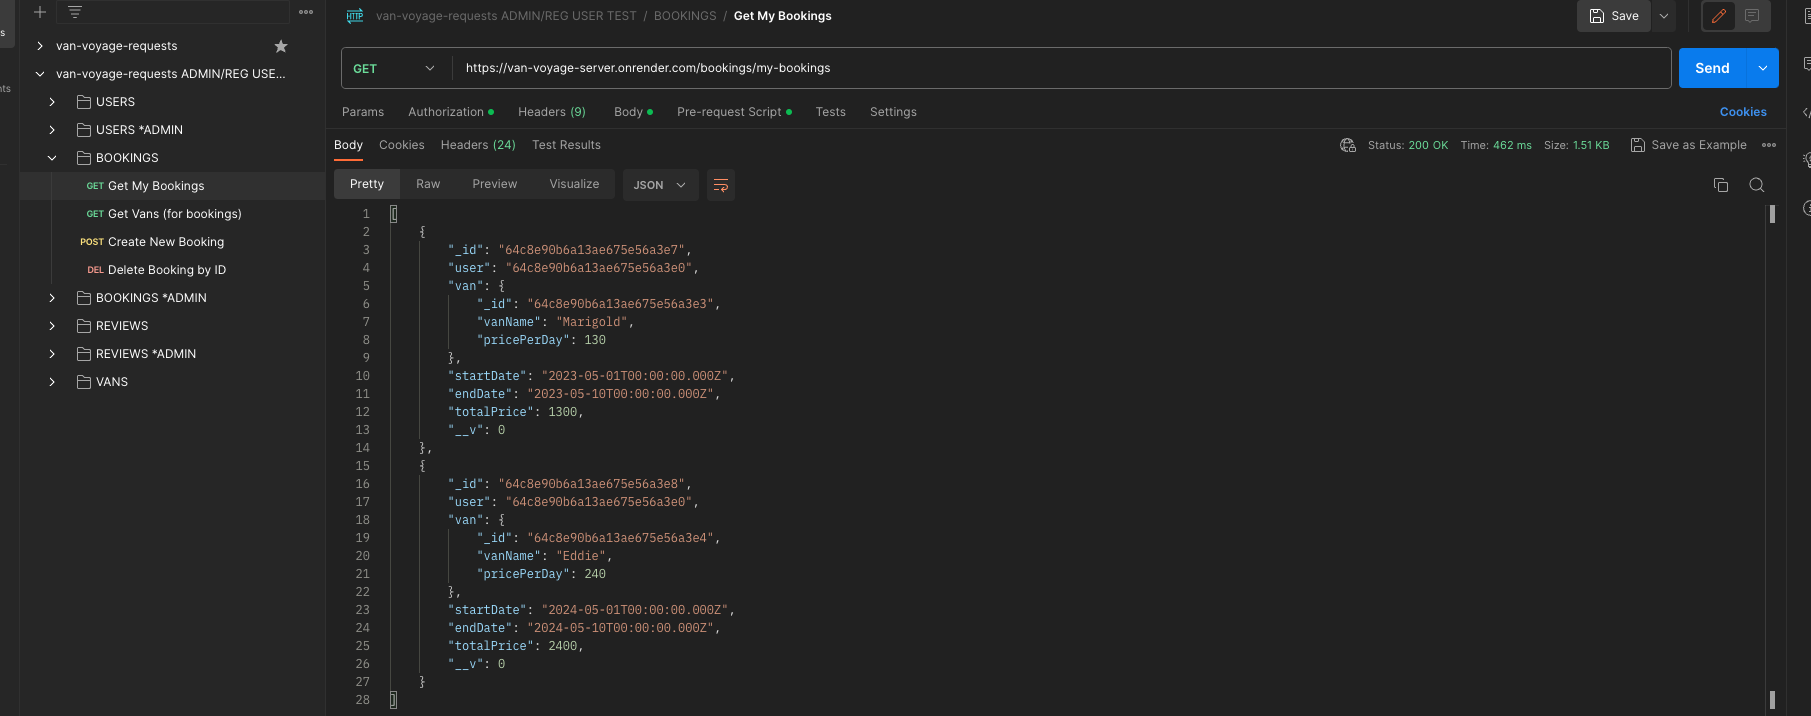 van-voyage-requests ADMIN/REG USER TEST / BOOKINGS / Get My Bookings
Save
van-voyage-requests
van-voyage-requests ADMIN/REG USE...
USERS
USERS *ADMIN
BOOKINGS
GET Get My Bookings
GET Get Vans (for bookings)
POST Create New Booking
DEL Delete Booking by ID
BOOKINGS *ADMIN
REVIEWS
REVIEWS *ADMIN
VANS
GET https://van-voyage-server.onrender.com/bookings/my-bookings Send
Params Authorization Headers (9) Body Pre-request Script Tests Settings Cookies
Body Cookies Headers (24) Test Results Status: 200 OK Time: 462 ms Size: 1.51 KB Save as Example
Pretty Raw Preview Visualize JSON
1 [
2 {
3 "_id": "64c8e90b6a13ae675e56a3e7",
4 "user": "64c8e90b6a13ae675e56a3e0",
5 "van": {
6 "_id": "64c8e90b6a13ae675e56a3e3",
7 "vanName": "Marigold",
8 "pricePerDay": 130
9 },
10 "startDate": "2023-05-01T00:00:00.000Z",
11 "endDate": "2023-05-10T00:00:00.000Z",
12 "totalPrice": 1300,
13 "__v": 0
14 },
15 {
16 "_id": "64c8e90b6a13ae675e56a3e8",
17 "user": "64c8e90b6a13ae675e56a3e0",
18 "van": {
19 "_id": "64c8e90b6a13ae675e56a3e4",
20 "vanName": "Eddie",
21 "pricePerDay": 240
22 },
23 "startDate": "2024-05-01T00:00:00.000Z",
24 "endDate": "2024-05-10T00:00:00.000Z",
25 "totalPrice": 2400,
26 "__v": 0
27 }
28 ]